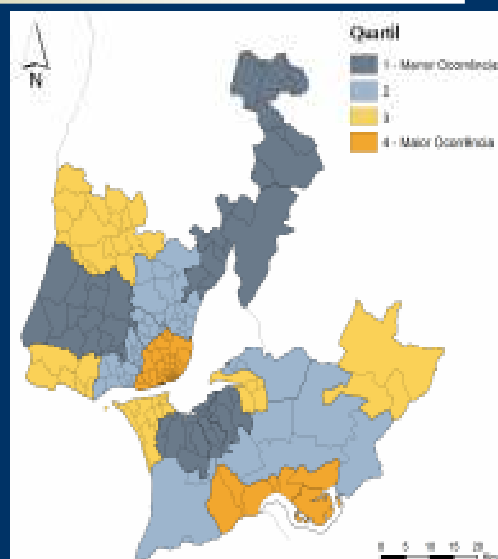 N
Quartil
1 - Menor Ocorrência
2
3
4 - Maior Ocorrência
0 5 10 15 20